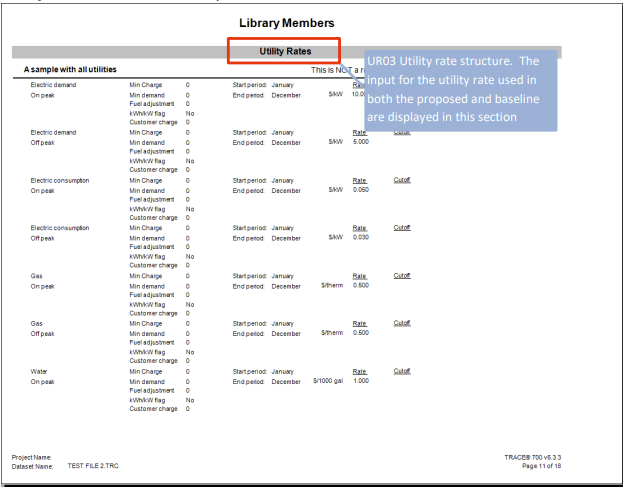 Library Members
Utility Rates
A sample with all utilities This is NOT a r
UR03 Utility rate structure. The
input for the utility rate used in
both the proposed and baseline
are displayed in this section
Electric demand Min Charge 0 Start period: January Rate
On peak Min demand 0 End period: December $/kW 10.00
Fuel adjustment 0
kWh/kW flag No
Customer charge 0
Electric demand Min Charge 0 Start period: January Rate Cutoff
Off peak Min demand 0 End period: December $/kW 5.000
Fuel adjustment 0
kWh/kW flag No
Customer charge 0
Electric consumption Min Charge 0 Start period: January Rate Cutoff
On peak Min demand 0 End period: December $/kW 0.050
Fuel adjustment 0
kWh/kW flag No
Customer charge 0
Electric consumption Min Charge 0 Start period: January Rate Cutoff
Off peak Min demand 0 End period: December $/kW 0.030
Fuel adjustment 0
kWh/kW flag No
Customer charge 0
Gas Min Charge 0 Start period: January Rate Cutoff
On peak Min demand 0 End period: December $/therm 0.500
Fuel adjustment 0
kWh/kW flag No
Customer charge 0
Gas Min Charge 0 Start period: January Rate Cutoff
Off peak Min demand 0 End period: December $/therm 0.500
Fuel adjustment 0
kWh/kW flag No
Customer charge 0
Water Min Charge 0 Start period: January Rate Cutoff
On peak Min demand 0 End period: December $/1000 gal 1.000
Fuel adjustment 0
kWh/kW flag No
Customer charge 0
Project Name: TRACE® 700 v6.3.3
Dataset Name: TEST FILE 2.TRC Page 11 of 18